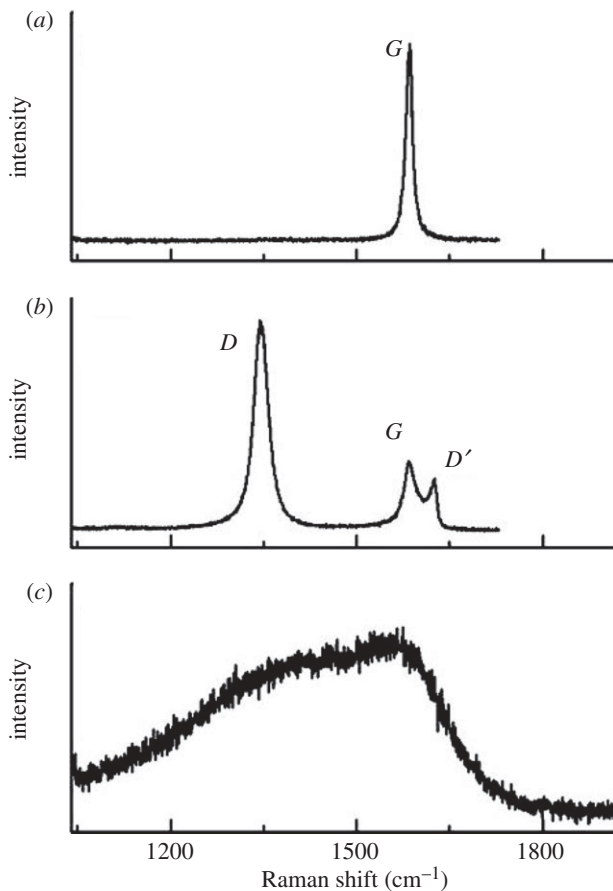 (a)
G
intensity
(b)
D
G
D′
intensity
(c)
intensity
1200 1500 1800
Raman shift (cm⁻¹)